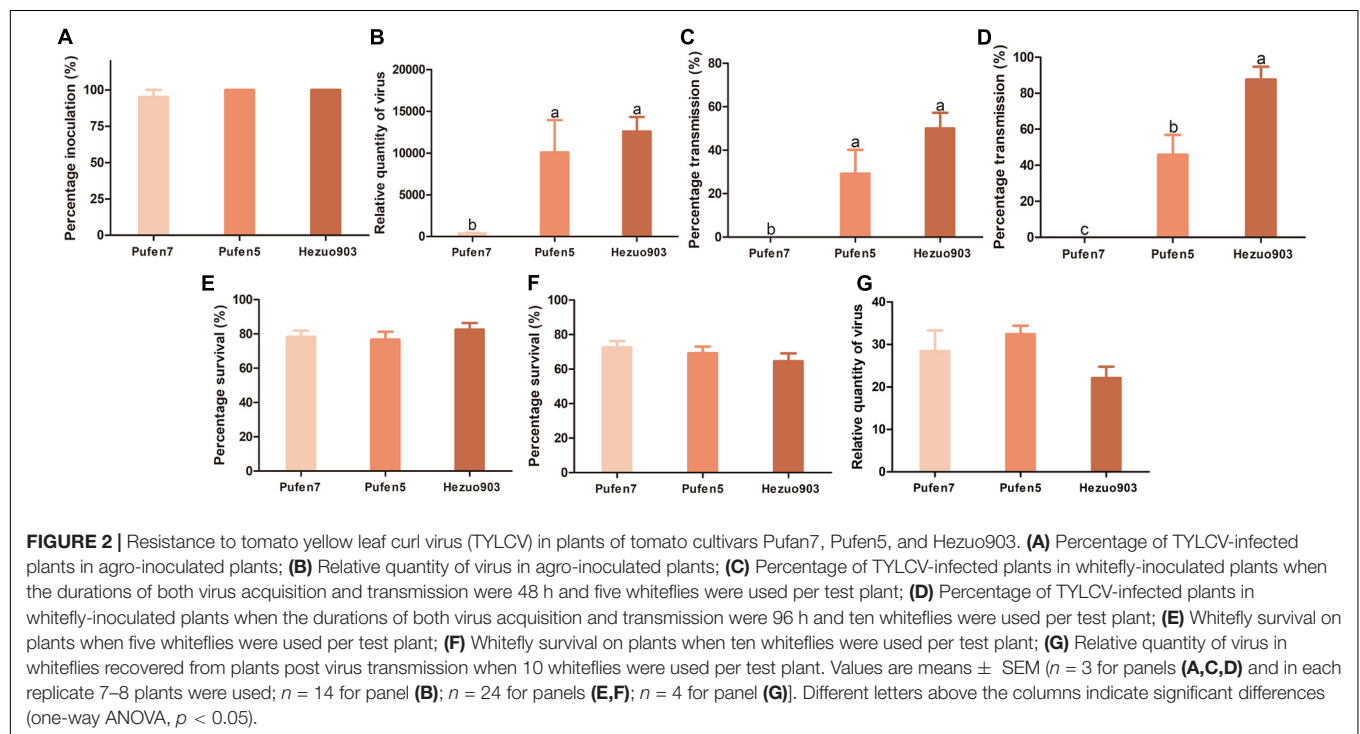 A
Percentage inoculation (%)
100
75
50
25
0
Pufen7 Pufen5 Hezuo903
B
Relative quantity of virus
20000
15000
10000
5000
0
b a a
Pufen7 Pufen5 Hezuo903
C
Percentage transmission (%)
80
60
40
20
0
b a a
Pufen7 Pufen5 Hezuo903
D
Percentage transmission (%)
100
80
60
40
20
0
c b a
Pufen7 Pufen5 Hezuo903
E
Percentage survival (%)
100
80
60
40
20
0
Pufen7 Pufen5 Hezuo903
F
Percentage survival (%)
100
80
60
40
20
0
Pufen7 Pufen5 Hezuo903
G
Relative quantity of virus
40
30
20
10
0
Pufen7 Pufen5 Hezuo903
FIGURE 2 | Resistance to tomato yellow leaf curl virus (TYLCV) in plants of tomato cultivars Pufan7, Pufen5, and Hezuo903. (A) Percentage of TYLCV-infected
plants in agro-inoculated plants; (B) Relative quantity of virus in agro-inoculated plants; (C) Percentage of TYLCV-infected plants in whitefly-inoculated plants when
the durations of both virus acquisition and transmission were 48 h and five whiteflies were used per test plant; (D) Percentage of TYLCV-infected plants in
whitefly-inoculated plants when the durations of both virus acquisition and transmission were 96 h and ten whiteflies were used per test plant; (E) Whitefly survival on
plants when five whiteflies were used per test plant; (F) Whitefly survival on plants when ten whiteflies were used per test plant; (G) Relative quantity of virus in
whiteflies recovered from plants post virus transmission when 10 whiteflies were used per test plant. Values are means ± SEM (n = 3 for panels (A,C,D) and in each
replicate 7–8 plants were used; n = 14 for panel (B); n = 24 for panels (E,F); n = 4 for panel (G)]. Different letters above the columns indicate significant differences
(one-way ANOVA, p < 0.05).